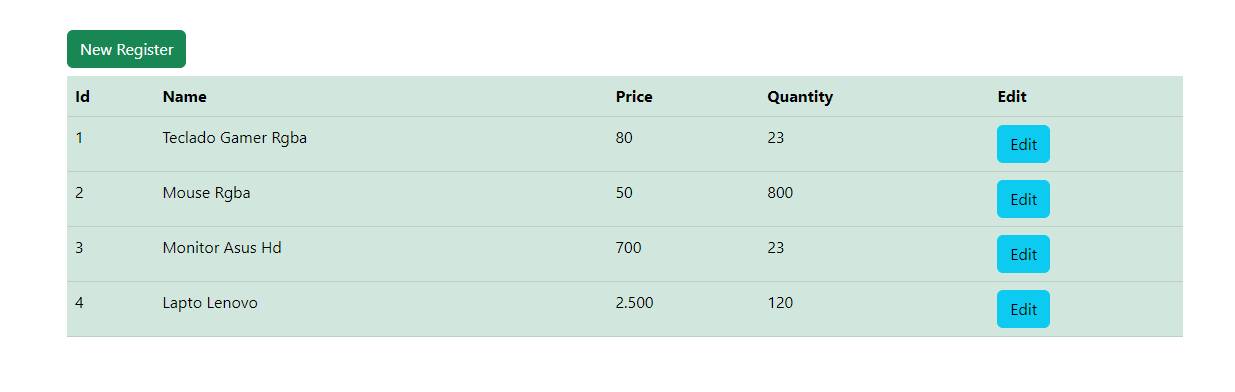 New Register
Id Name Price Quantity Edit
1 Teclado Gamer Rgba 80 23 Edit
2 Mouse Rgba 50 800 Edit
3 Monitor Asus Hd 700 23 Edit
4 Lapto Lenovo 2.500 120 Edit